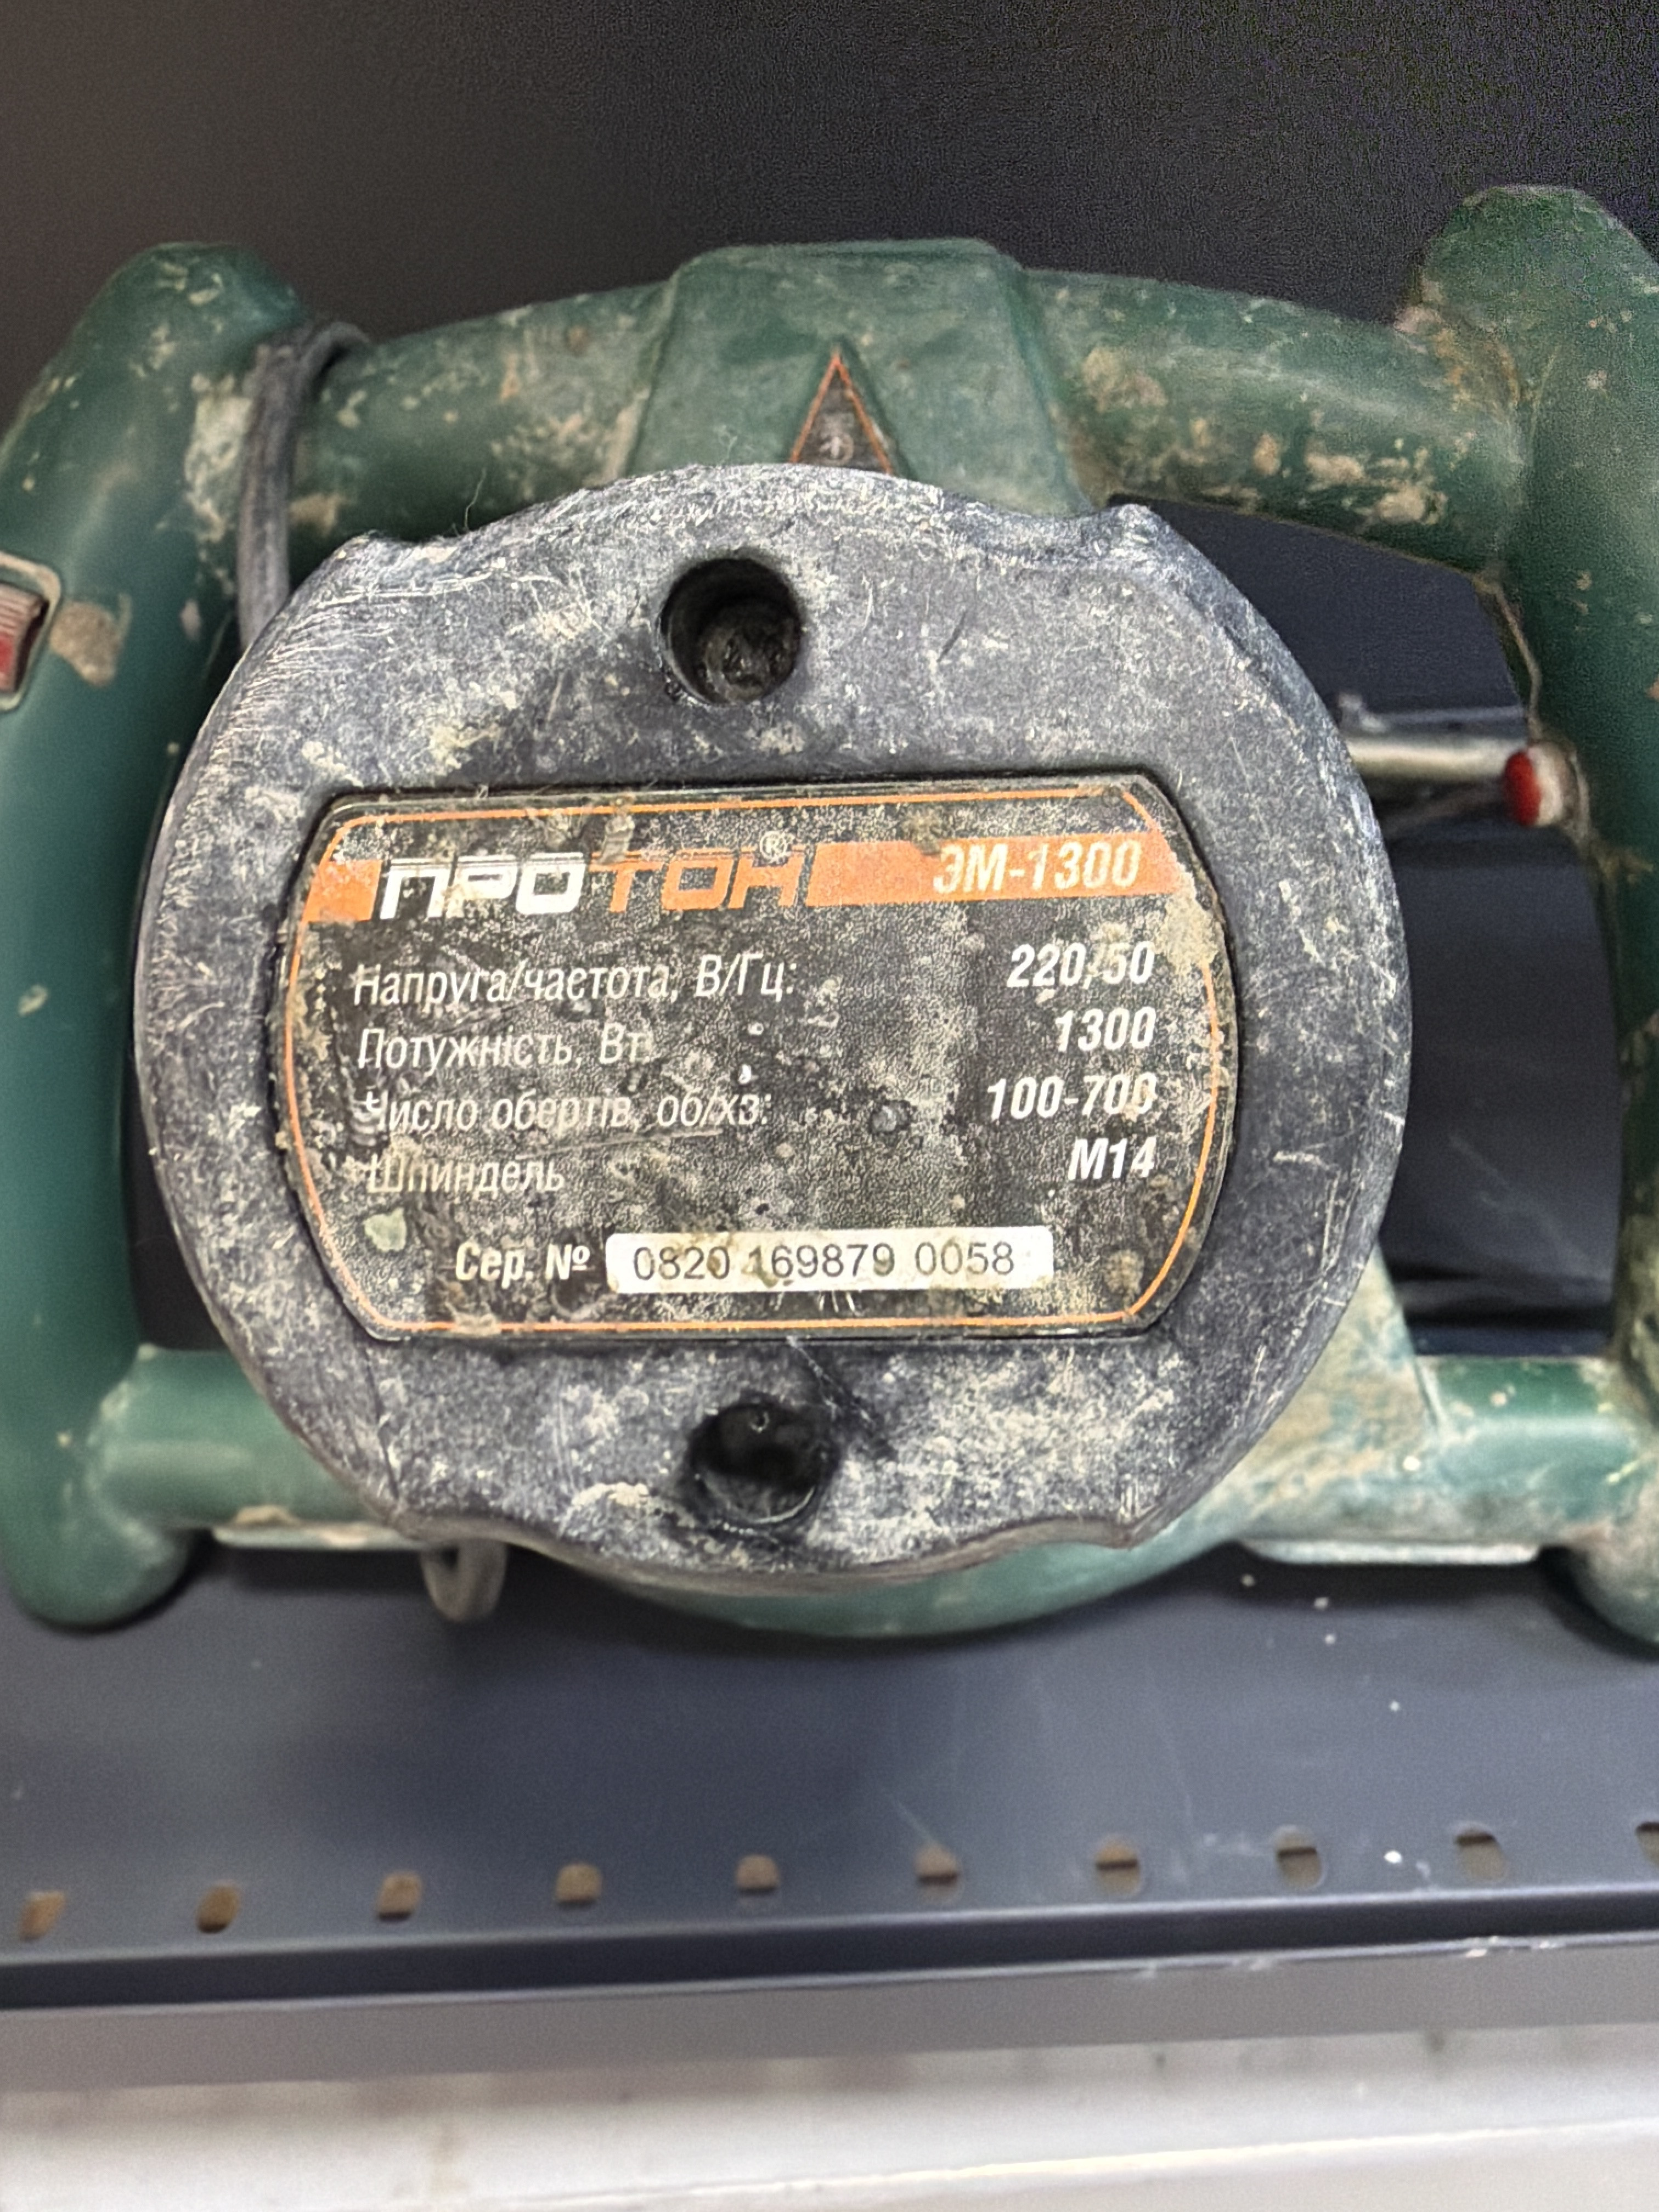 ПРОТОН® ЭМ-1300
Напруга/частота, В/Гц: 220/50
Потужність, Вт: 1300
Число обертів, об/хв: 100-700
Шпиндель М14
Сер. № 0820 169879 0058